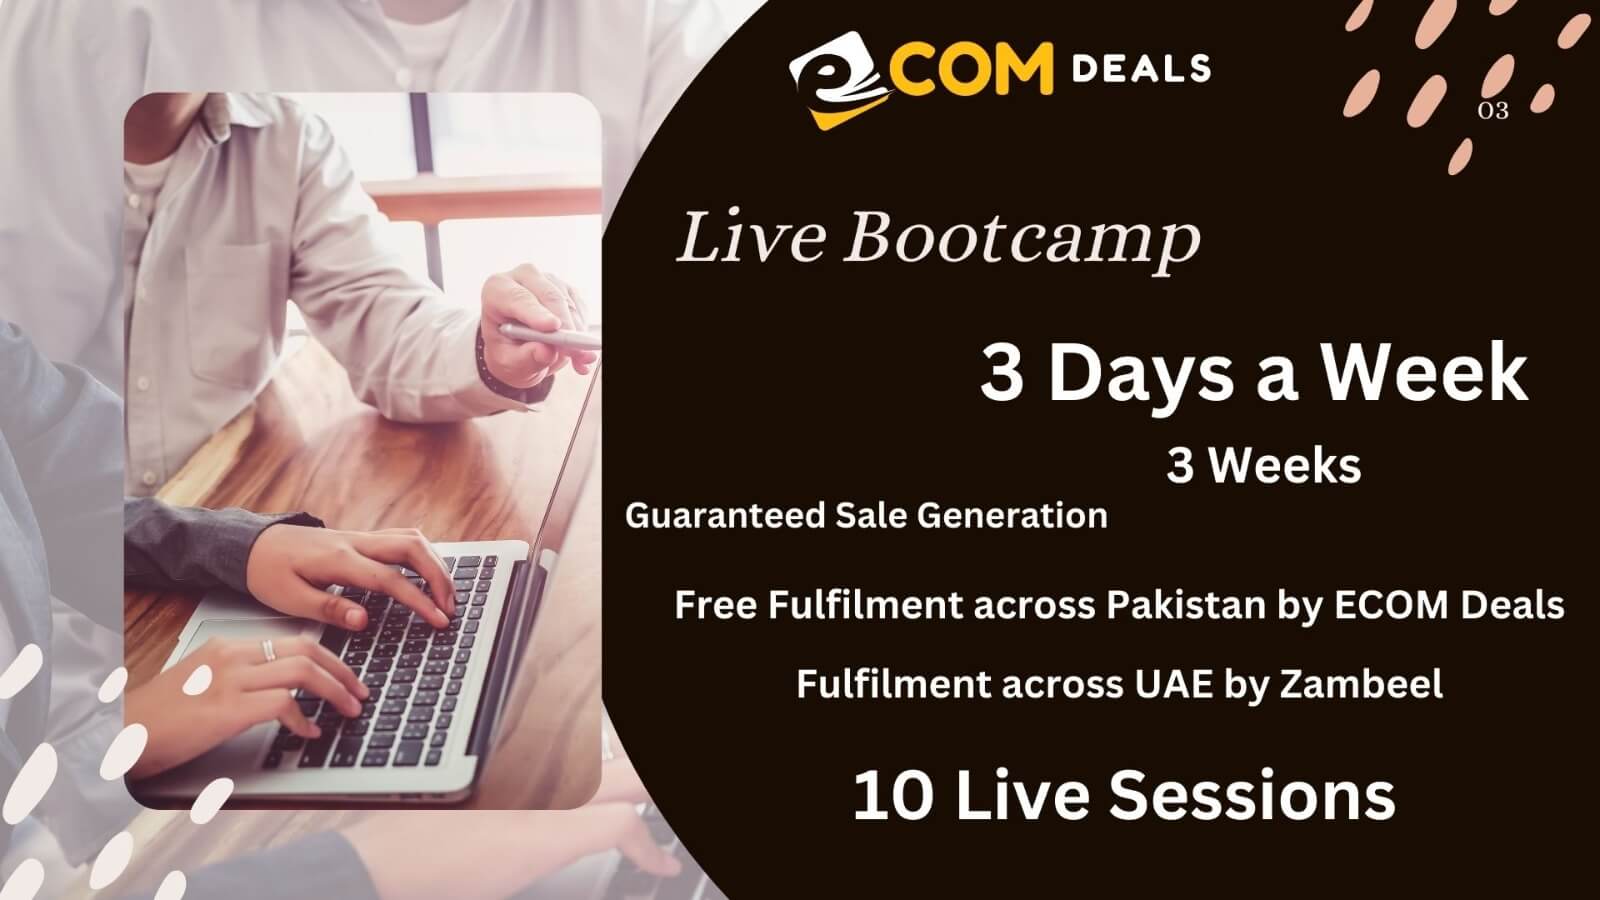 eCOM DEALS
03
Live Bootcamp
3 Days a Week
3 Weeks
Guaranteed Sale Generation
Free Fulfilment across Pakistan by ECOM Deals
Fulfilment across UAE by Zambeel
10 Live Sessions